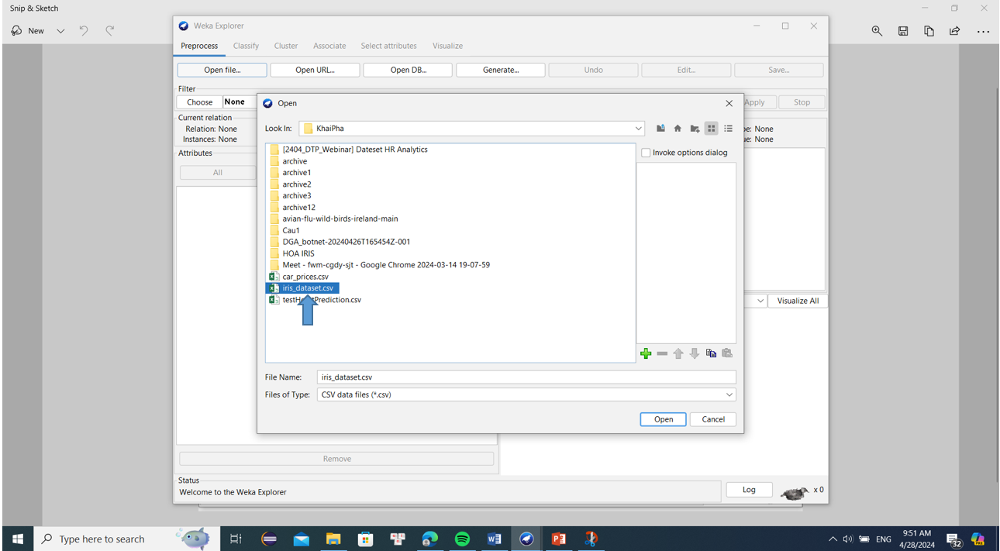 Snip & Sketch
New
Weka Explorer
Preprocess Classify Cluster Associate Select attributes Visualize
Open file... Open URL... Open DB... Generate... Undo Edit... Save...
Filter
Choose None Apply Stop
Current relation
Relation: None
Instances: None
pe: None
ue: None
Attributes
All
Open
Look In: KhaiPha
[2404_DTP_Webinar] Dateset HR Analytics
archive
archive1
archive2
archive3
archive12
avian-flu-wild-birds-ireland-main
Cau1
DGA_botnet-20240426T165454Z-001
HOA IRIS
Meet - fwm-cgdy-sjt - Google Chrome 2024-03-14 19-07-59
car_prices.csv
iris_dataset.csv
Prediction.csv
Invoke options dialog
File Name: iris_dataset.csv
Files of Type: CSV data files (*.csv)
Open Cancel
Visualize All
Remove
Status
Welcome to the Weka Explorer
Log x 0
Type here to search
ENG
9:51 AM
4/28/2024
32